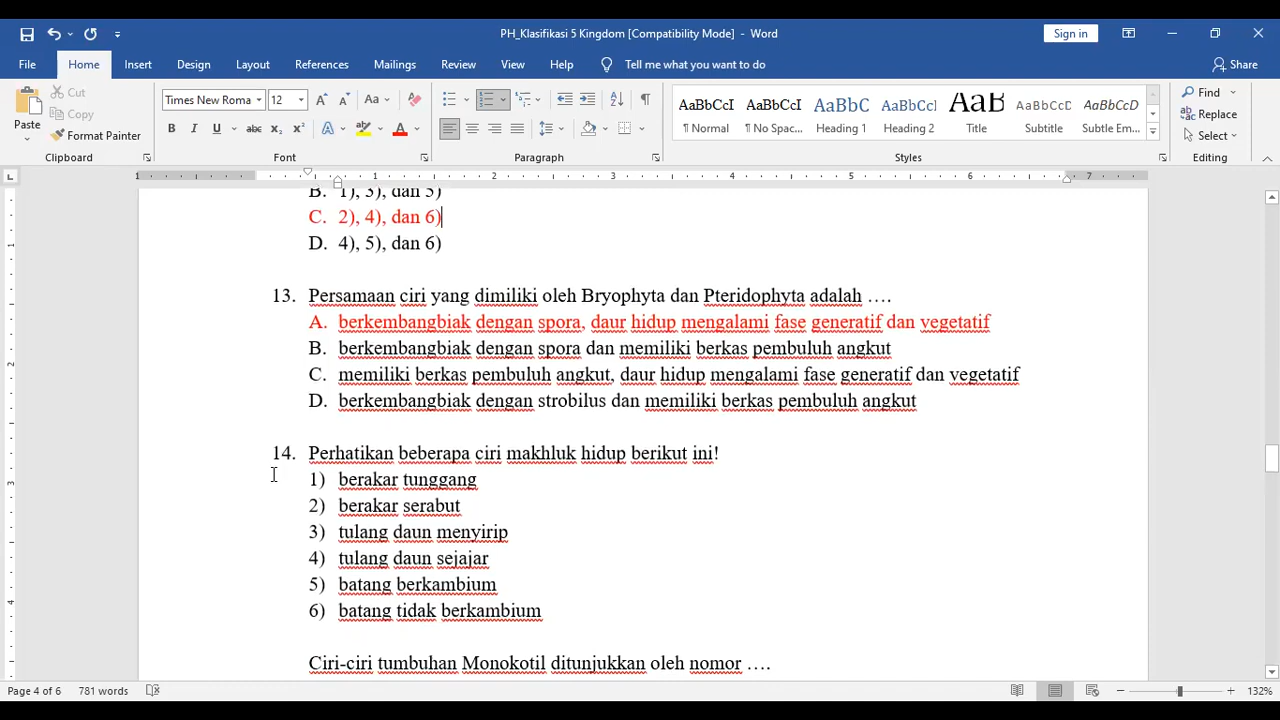 PH_Klasifikasi 5 Kingdom [Compatibility Mode] - Word
Sign in
File Home Insert Design Layout References Mailings Review View Help Tell me what you want to do Share
Paste
Cut
Copy
Format Painter
Clipboard
Times New Roma 12
Font
Paragraph
AaBbCcI AaBbCcI AaBbC AaBbCcI AaB AaBbCcI AaBbCcD
¶ Normal ¶ No Spac... Heading 1 Heading 2 Title Subtitle Subtle Em...
Styles
Find
Replace
Select
Editing
B. 1), 3), dan 5)
C. 2), 4), dan 6)
D. 4), 5), dan 6)
13. Persamaan ciri yang dimiliki oleh Bryophyta dan Pteridophyta adalah ….
A. berkembangbiak dengan spora, daur hidup mengalami fase generatif dan vegetatif
B. berkembangbiak dengan spora dan memiliki berkas pembuluh angkut
C. memiliki berkas pembuluh angkut, daur hidup mengalami fase generatif dan vegetatif
D. berkembangbiak dengan strobilus dan memiliki berkas pembuluh angkut
14. Perhatikan beberapa ciri makhluk hidup berikut ini!
1) berakar tunggang
2) berakar serabut
3) tulang daun menyirip
4) tulang daun sejajar
5) batang berkambium
6) batang tidak berkambium
Ciri-ciri tumbuhan Monokotil ditunjukkan oleh nomor ….
Page 4 of 6 781 words 132%